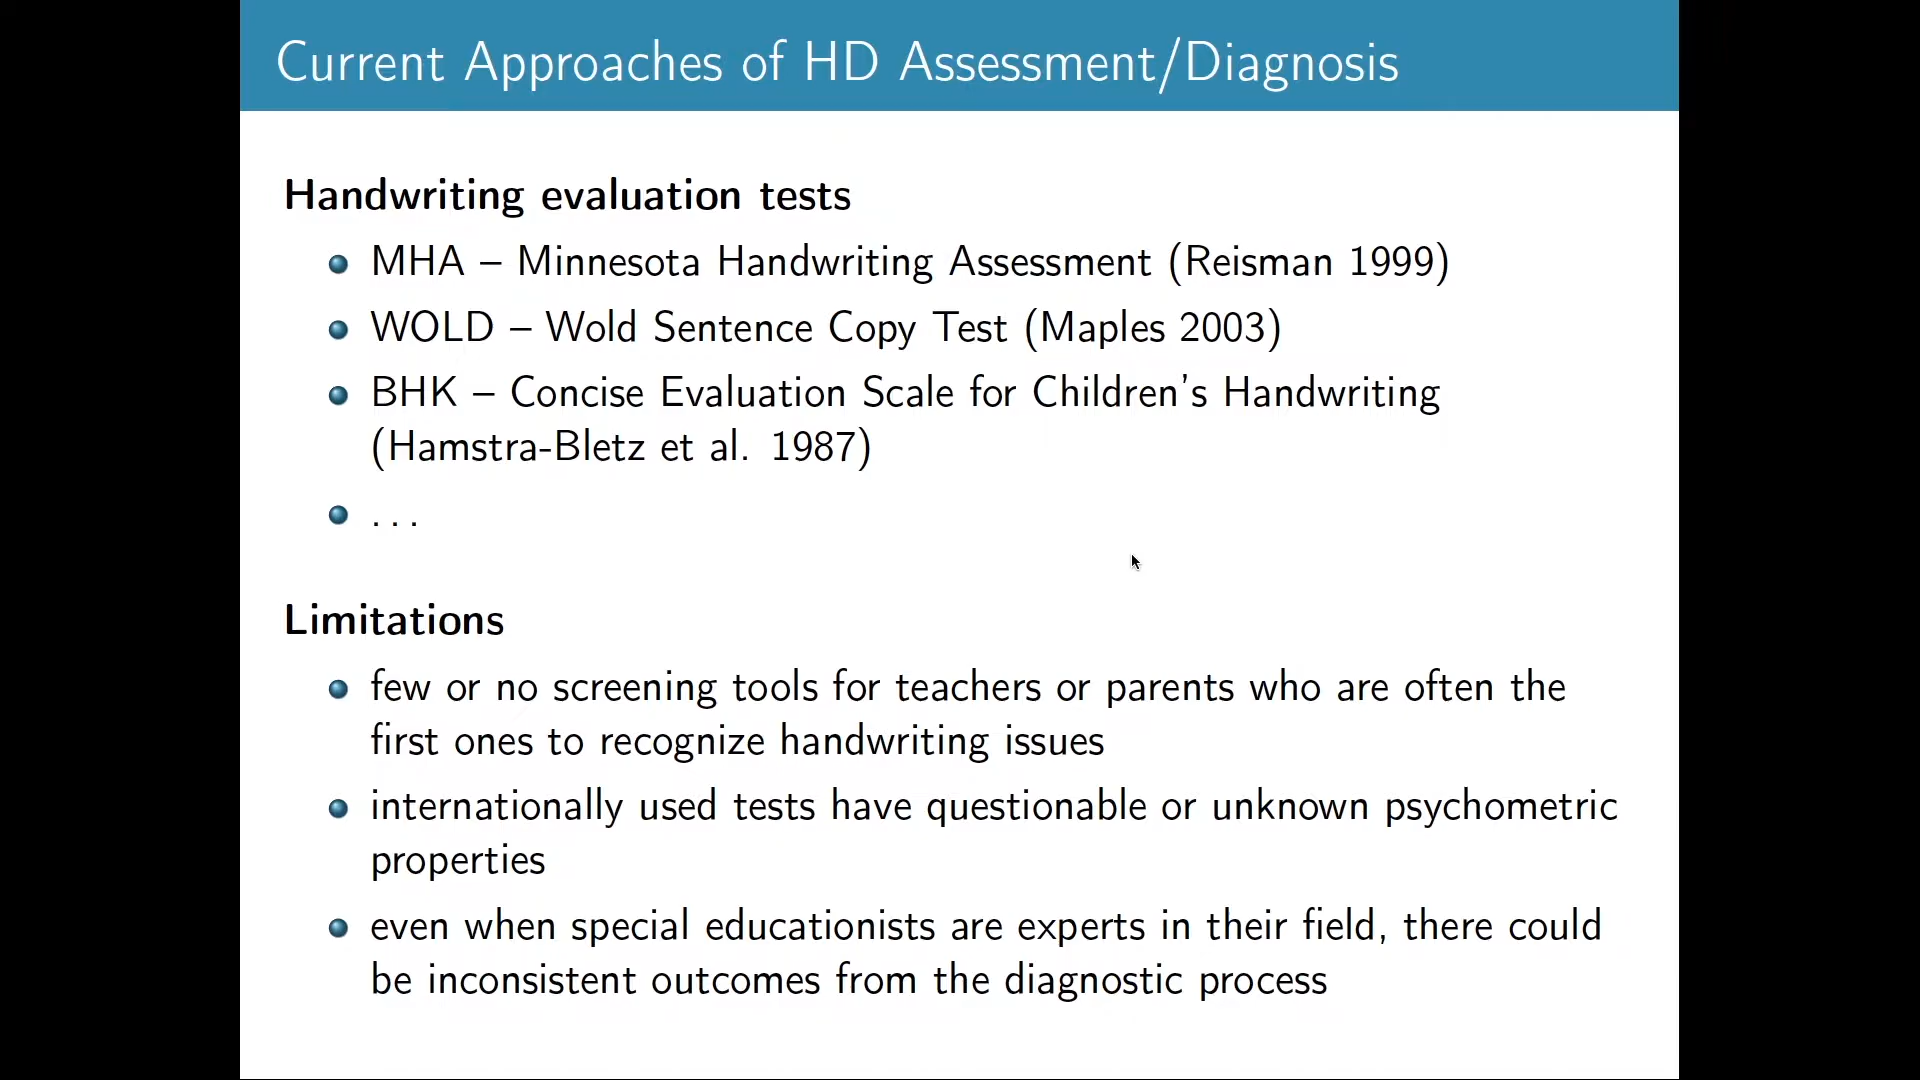 Current Approaches of HD Assessment/Diagnosis
Handwriting evaluation tests
MHA – Minnesota Handwriting Assessment (Reisman 1999)
WOLD – Wold Sentence Copy Test (Maples 2003)
BHK – Concise Evaluation Scale for Children's Handwriting
(Hamstra-Bletz et al. 1987)
. . .
Limitations
few or no screening tools for teachers or parents who are often the
first ones to recognize handwriting issues
internationally used tests have questionable or unknown psychometric
properties
even when special educationists are experts in their field, there could
be inconsistent outcomes from the diagnostic process